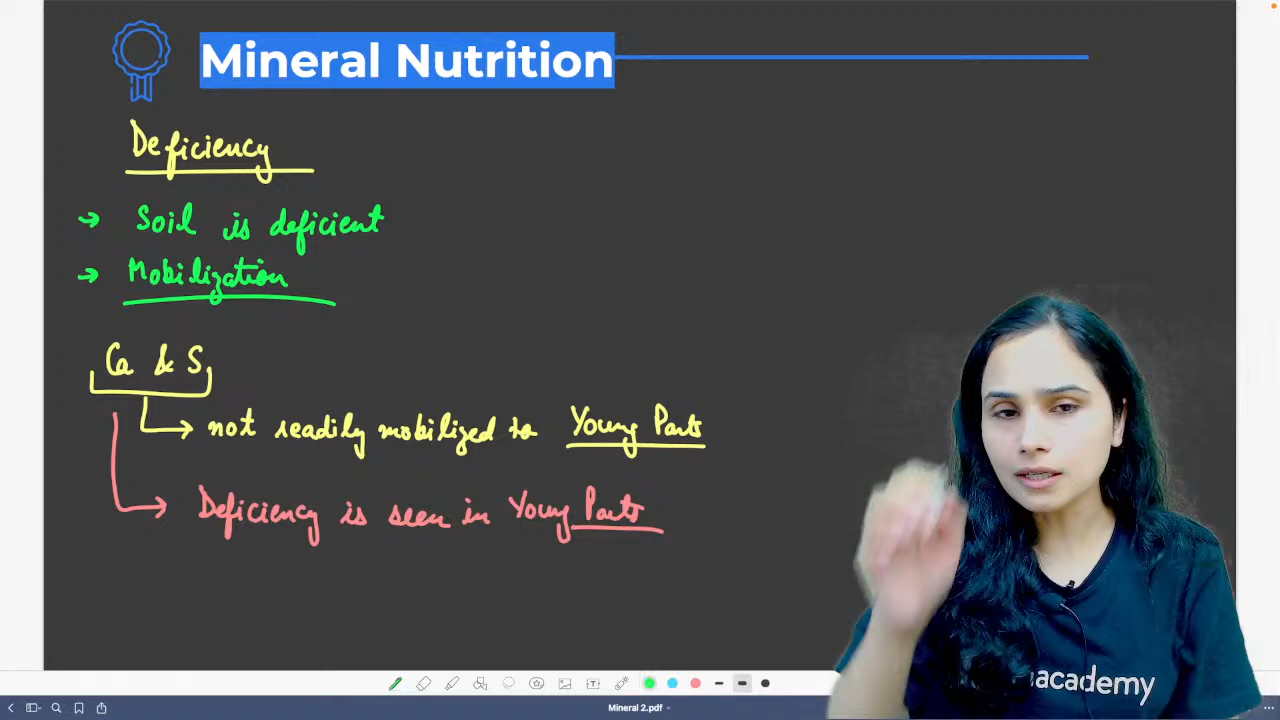 Mineral Nutrition
Deficiency
→ Soil is deficient
→ Mobilization
Ca & S
→ not readily mobilized to Young Parts
→ Deficiency is seen in Young Parts
academy
Mineral 2.pdf